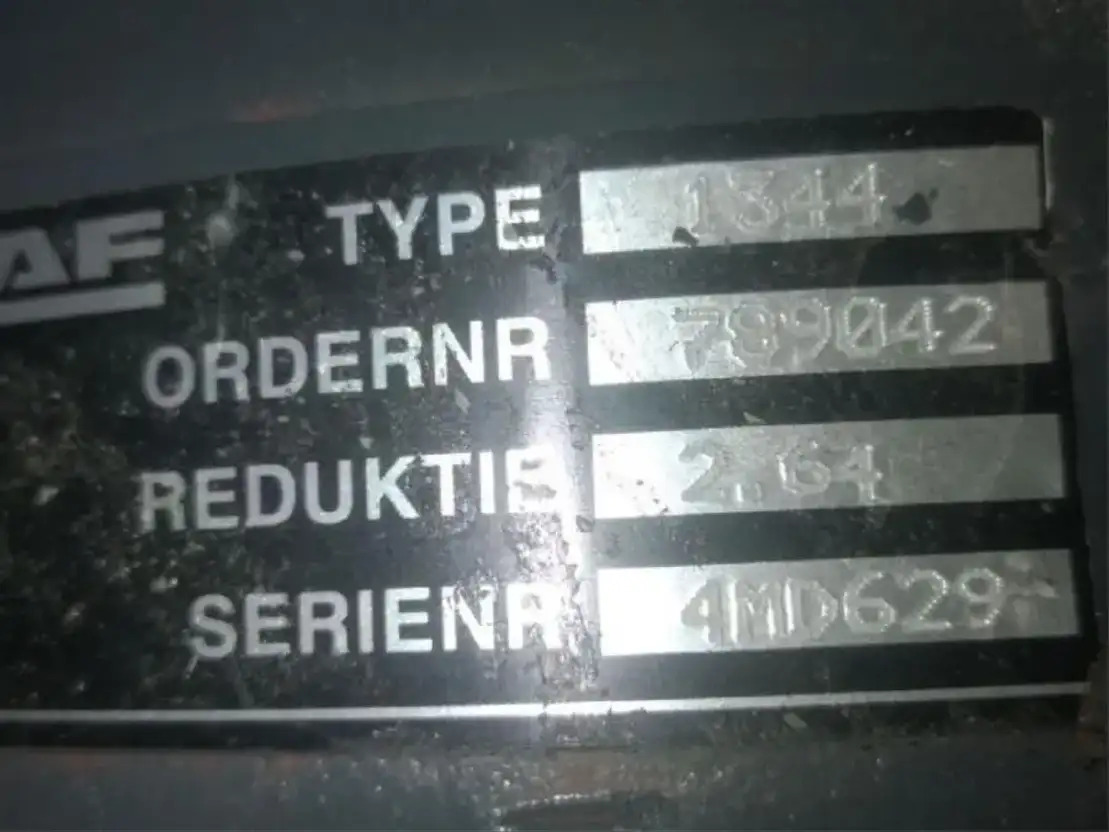 AF
TYPE 1344
ORDERNR 799042
REDUKTIE 2.64
SERIENR 4MD629